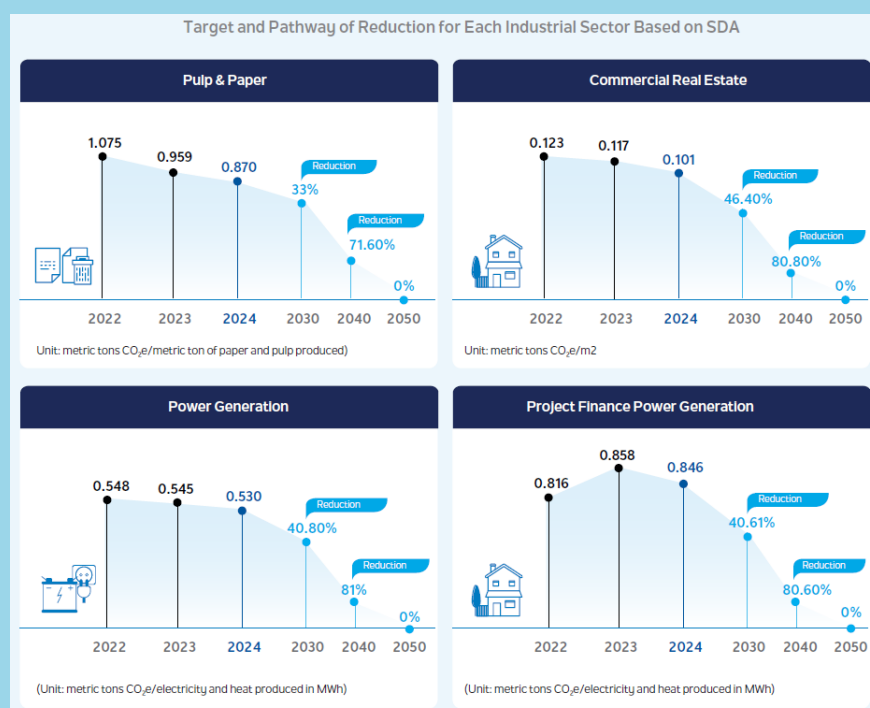 Target and Pathway of Reduction for Each Industrial Sector Based on SDA
Pulp & Paper
1.075
0.959
0.870
Reduction
33%
Reduction
71.60%
0%
2022 2023 2024 2030 2040 2050
Unit: metric tons CO₂e/metric ton of paper and pulp produced)
Commercial Real Estate
0.123
0.117
0.101
Reduction
46.40%
Reduction
80.80%
0%
2022 2023 2024 2030 2040 2050
Unit: metric tons CO₂e/m2
Power Generation
0.548
0.545
0.530
Reduction
40.80%
Reduction
81%
0%
2022 2023 2024 2030 2040 2050
(Unit: metric tons CO₂e/electricity and heat produced in MWh)
Project Finance Power Generation
0.816
0.858
0.846
Reduction
40.61%
Reduction
80.60%
0%
2022 2023 2024 2030 2040 2050
(Unit: metric tons CO₂e/electricity and heat produced in MWh)